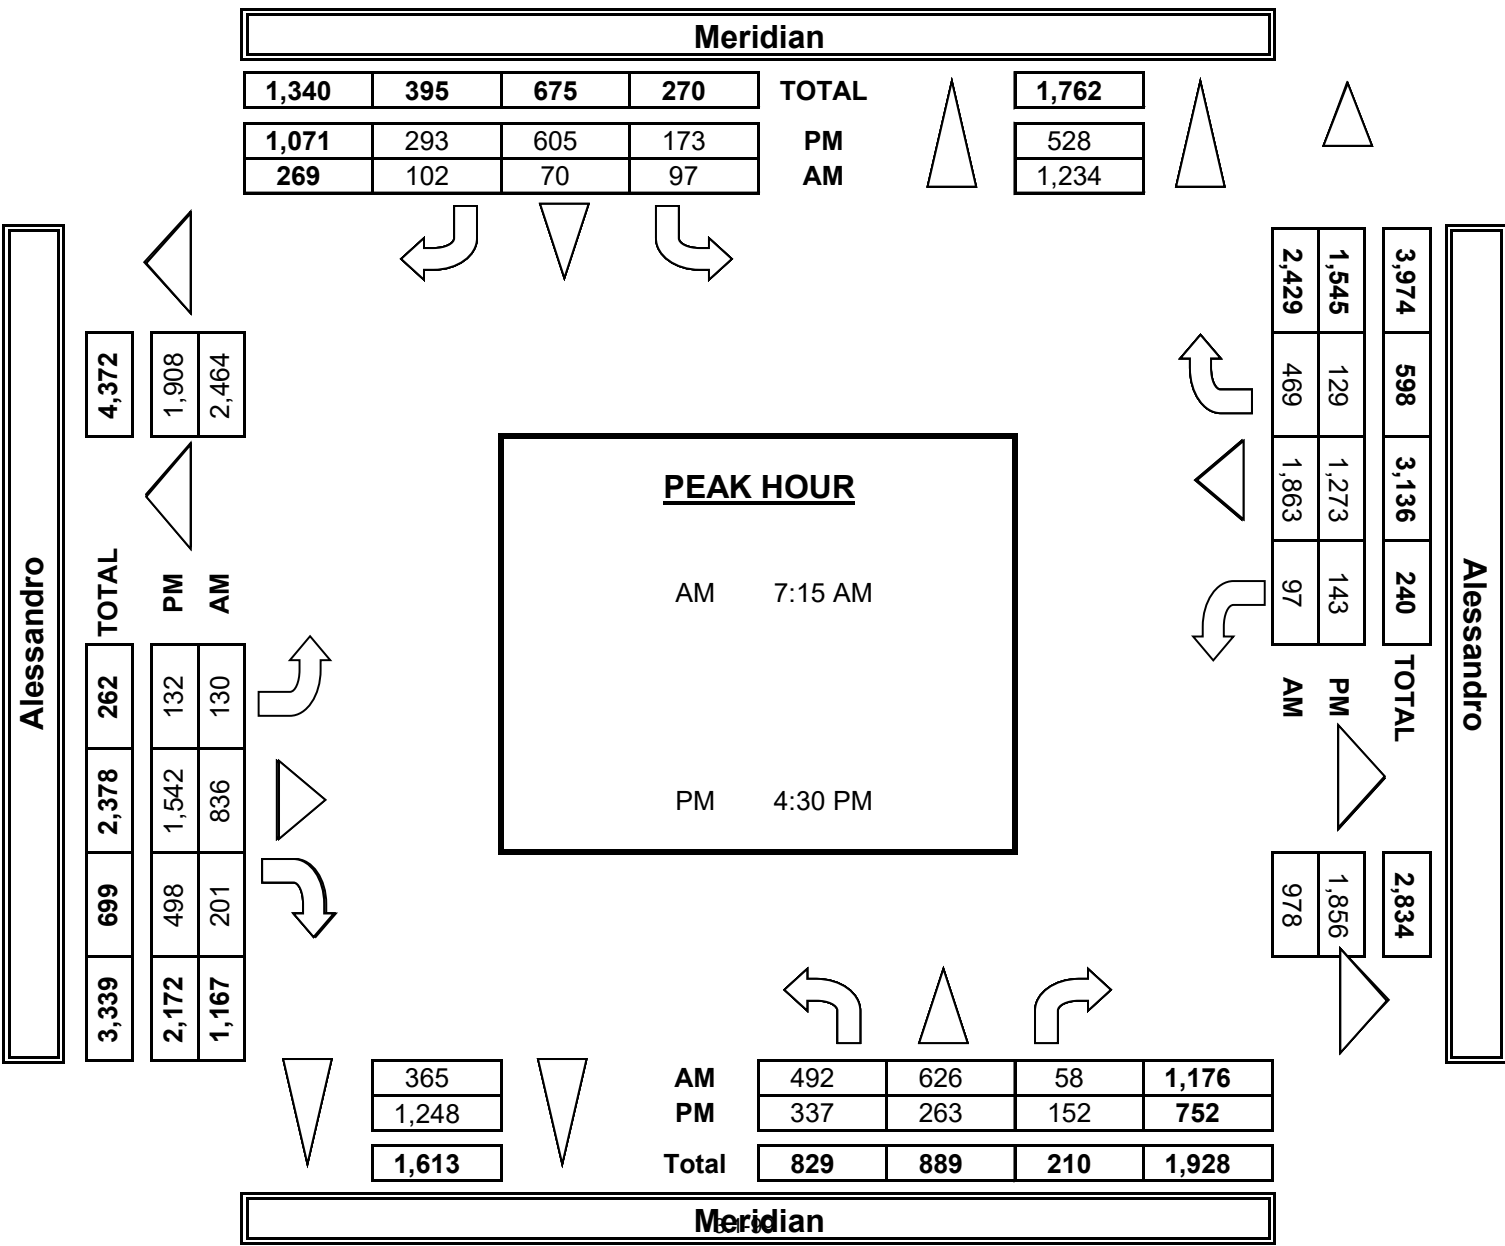 Meridian
1,340 395 675 270 TOTAL 1,762
1,071 293 605 173 PM 528
269 102 70 97 AM 1,234
Alessandro
4,372
1,908
2,464
TOTAL
PM
AM
262 2,378 699 3,339
132 1,542 498 2,172
130 836 201 1,167
PEAK HOUR
AM 7:15 AM
PM 4:30 PM
3,974 598 3,136 240 TOTAL 2,834
1,545 129 1,273 143 PM 1,856
2,429 469 1,863 97 AM 978
Alessandro
365 AM 492 626 58 1,176
1,248 PM 337 263 152 752
1,613 Total 829 889 210 1,928
Meridian